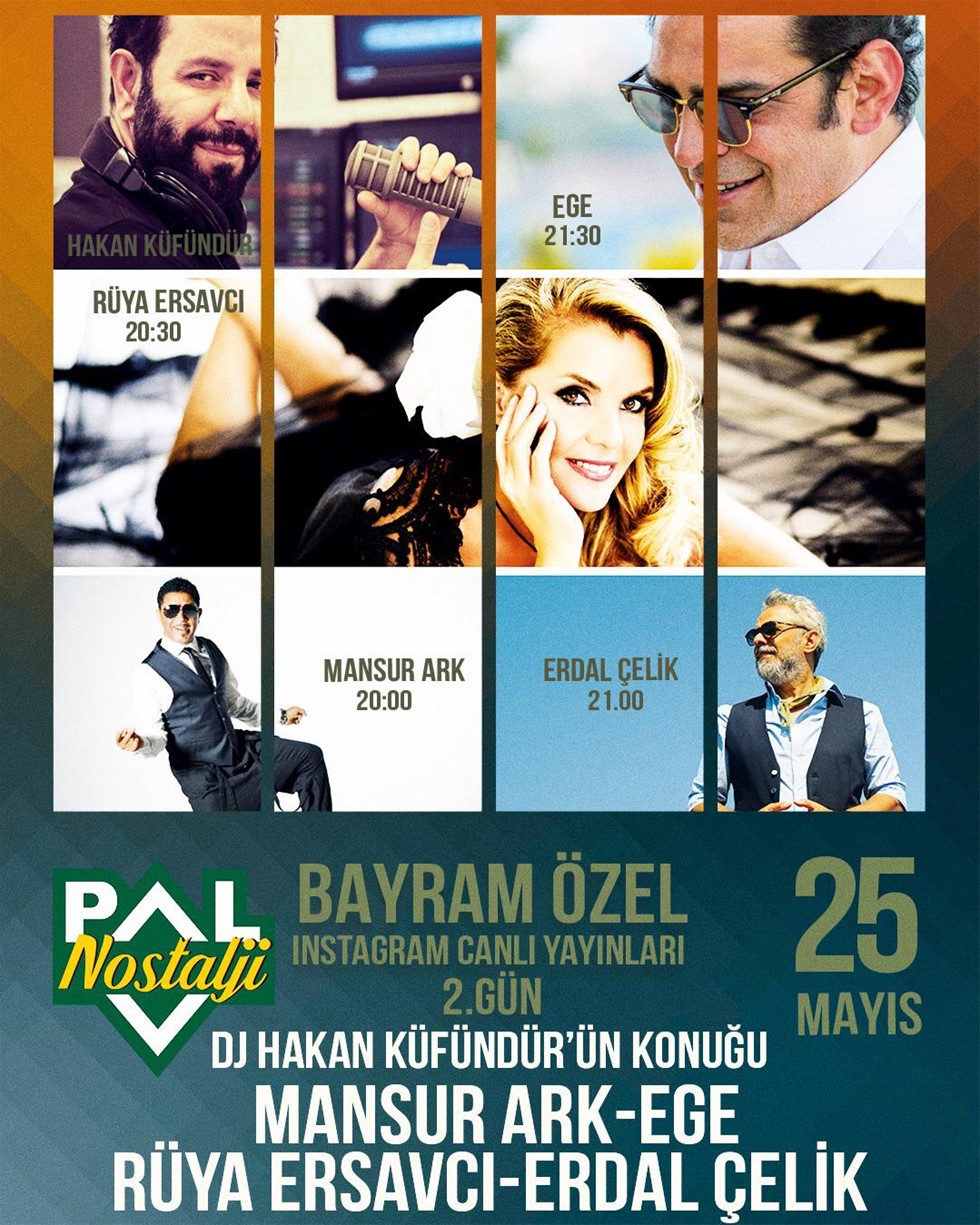 HAKAN KÜFÜNDÜR
EGE
21:30
RÜYA ERSAVCI
20:30
MANSUR ARK
20:00
ERDAL ÇELİK
21.00
PAL
Nostalji
BAYRAM ÖZEL
INSTAGRAM CANLI YAYINLARI
2.GÜN
25
MAYIS
DJ HAKAN KÜFÜNDÜR'ÜN KONUĞU
MANSUR ARK-EGE
RÜYA ERSAVCI-ERDAL ÇELİK